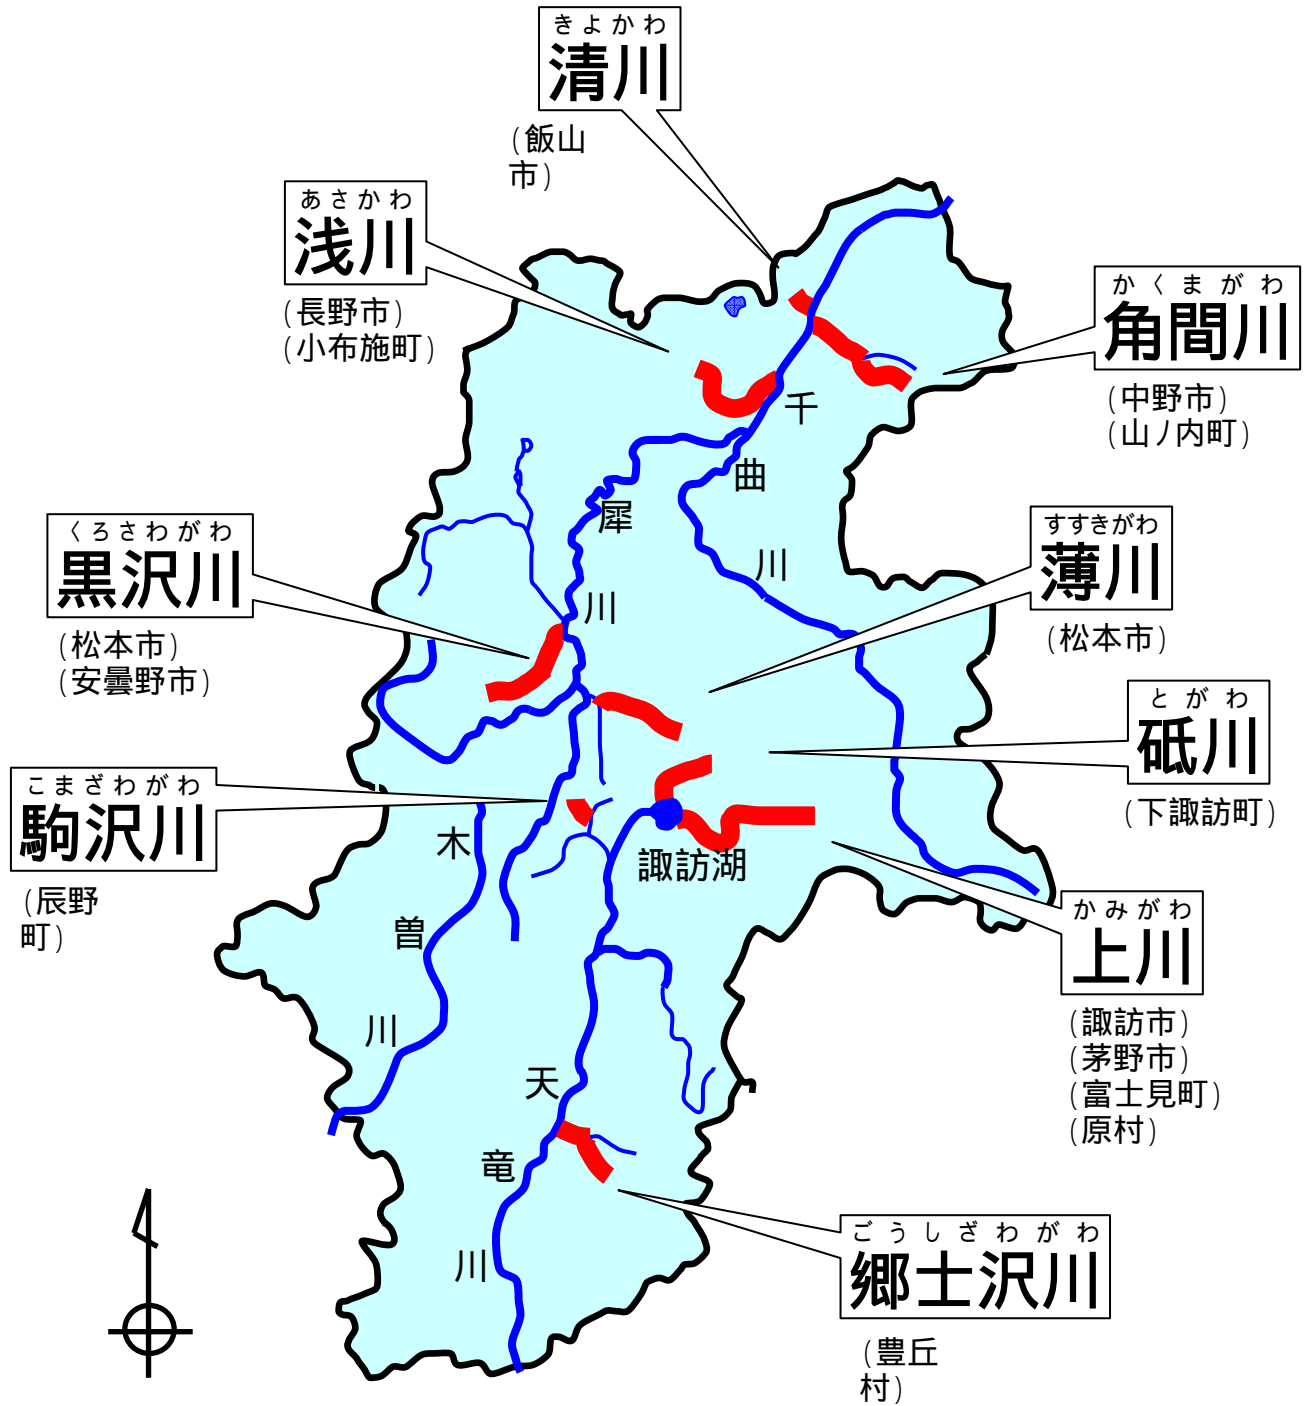 きよかわ
清川
(飯山
市)
あさかわ
浅川
(長野市)
(小布施町)
かくまがわ
角間川
(中野市)
(山ノ内町)
千
曲
川
犀
川
くろさわがわ
黒沢川
(松本市)
(安曇野市)
すすきがわ
薄川
(松本市)
とがわ
砥川
(下諏訪町)
こまざわがわ
駒沢川
(辰野
町)
諏訪湖
木
曽
川
かみがわ
上川
(諏訪市)
(茅野市)
(富士見町)
(原村)
天
竜
川
ごうしざわがわ
郷士沢川
(豊丘
村)